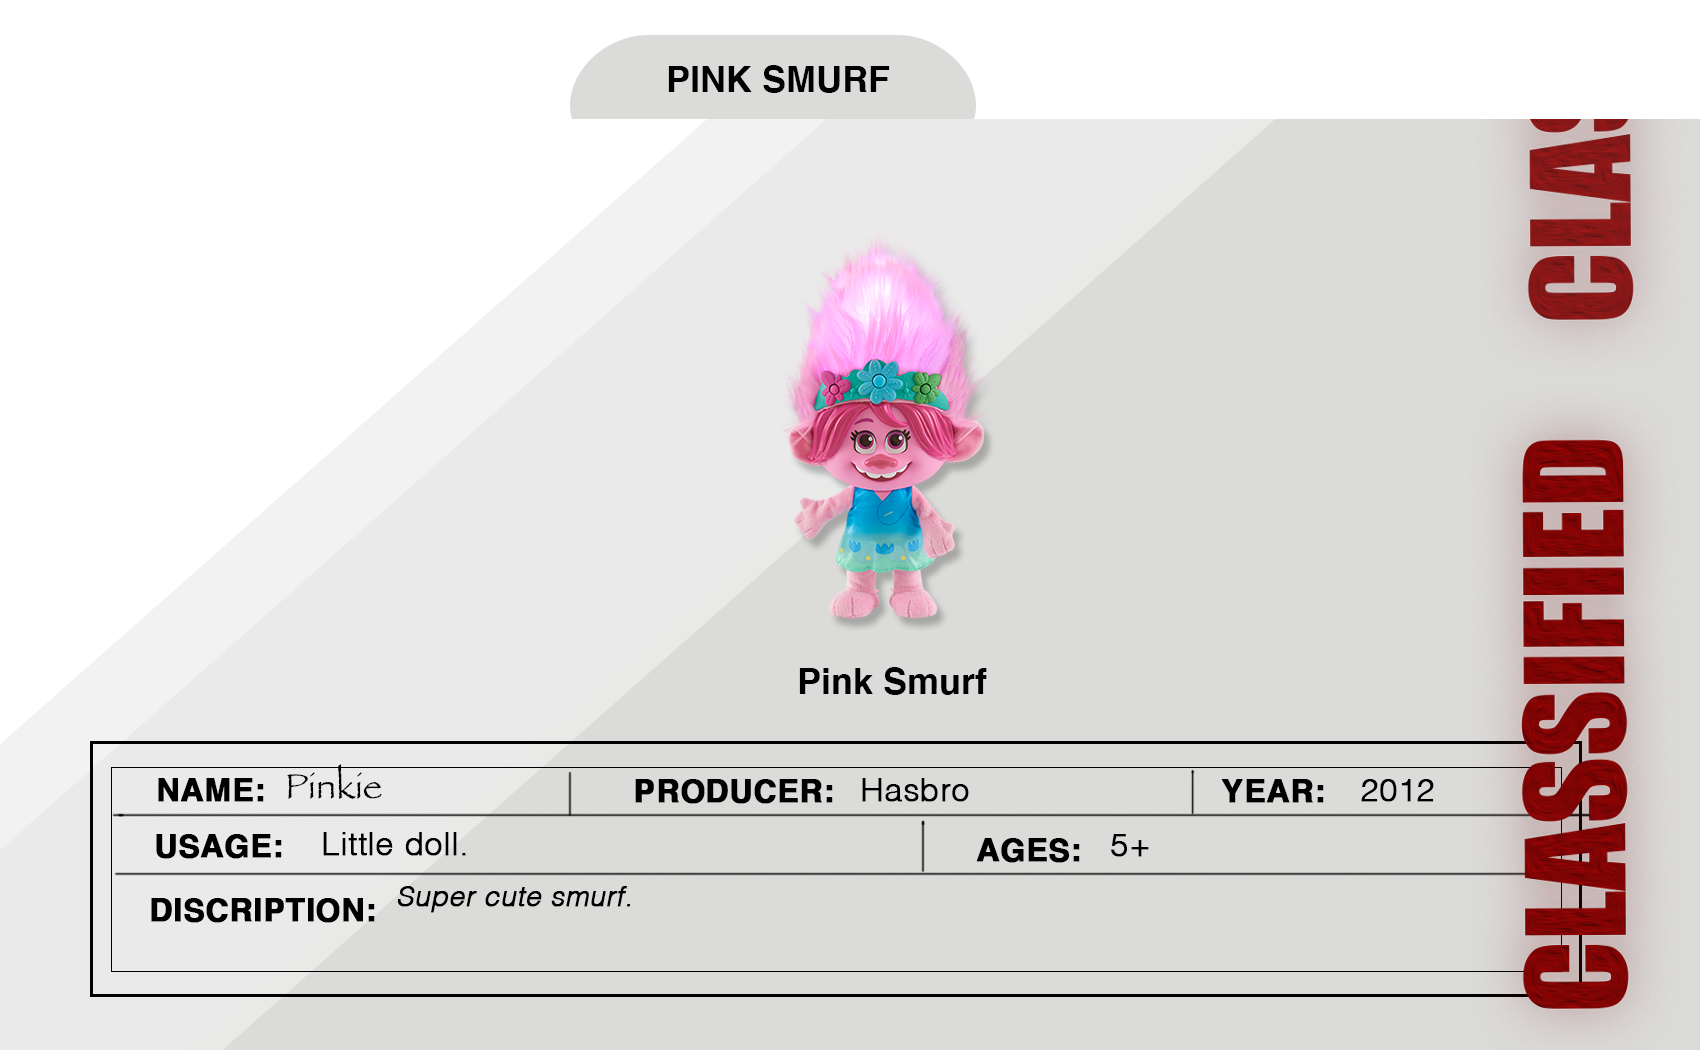 PINK SMURF
Pink Smurf
NAME: Pinkie PRODUCER: Hasbro YEAR: 2012
USAGE: Little doll. AGES: 5+
DISCRIPTION: Super cute smurf.
CLASSIFIED
CLAS